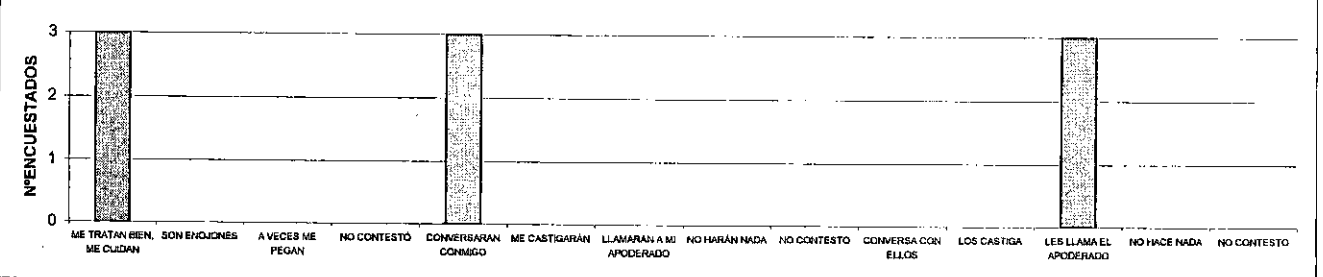 NºENCUESTADOS
3
2
1
0
ME TRATAN BIEN,
ME CUIDAN
SON ENOJONES
A VECES ME
PEGAN
NO CONTESTÓ
CONVERSARAN
CONMIGO
ME CASTIGARÁN
LLAMARAN A MI
APODERADO
NO HARÁN NADA
NO CONTESTO
CONVERSA CON
ELLOS
LOS CASTIGA
LES LLAMA EL
APODERADO
NO HACE NADA
NO CONTESTO